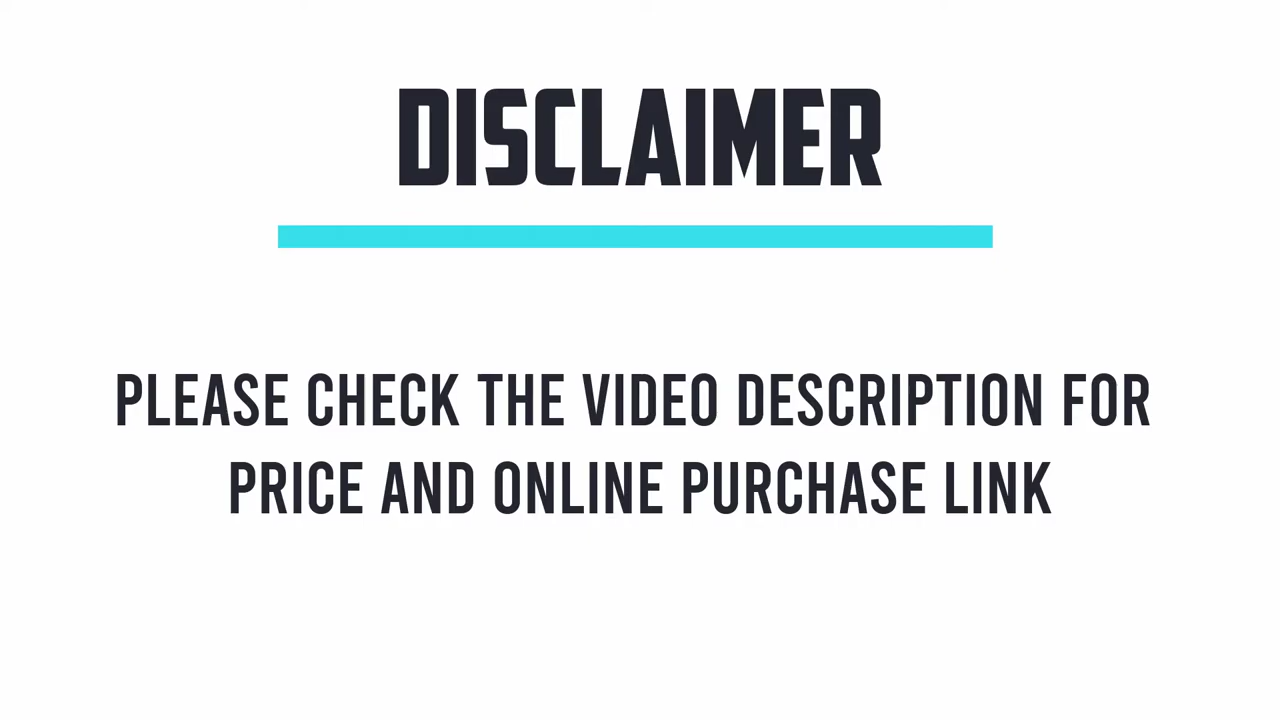 DISCLAIMER
PLEASE CHECK THE VIDEO DESCRIPTION FOR
PRICE AND ONLINE PURCHASE LINK